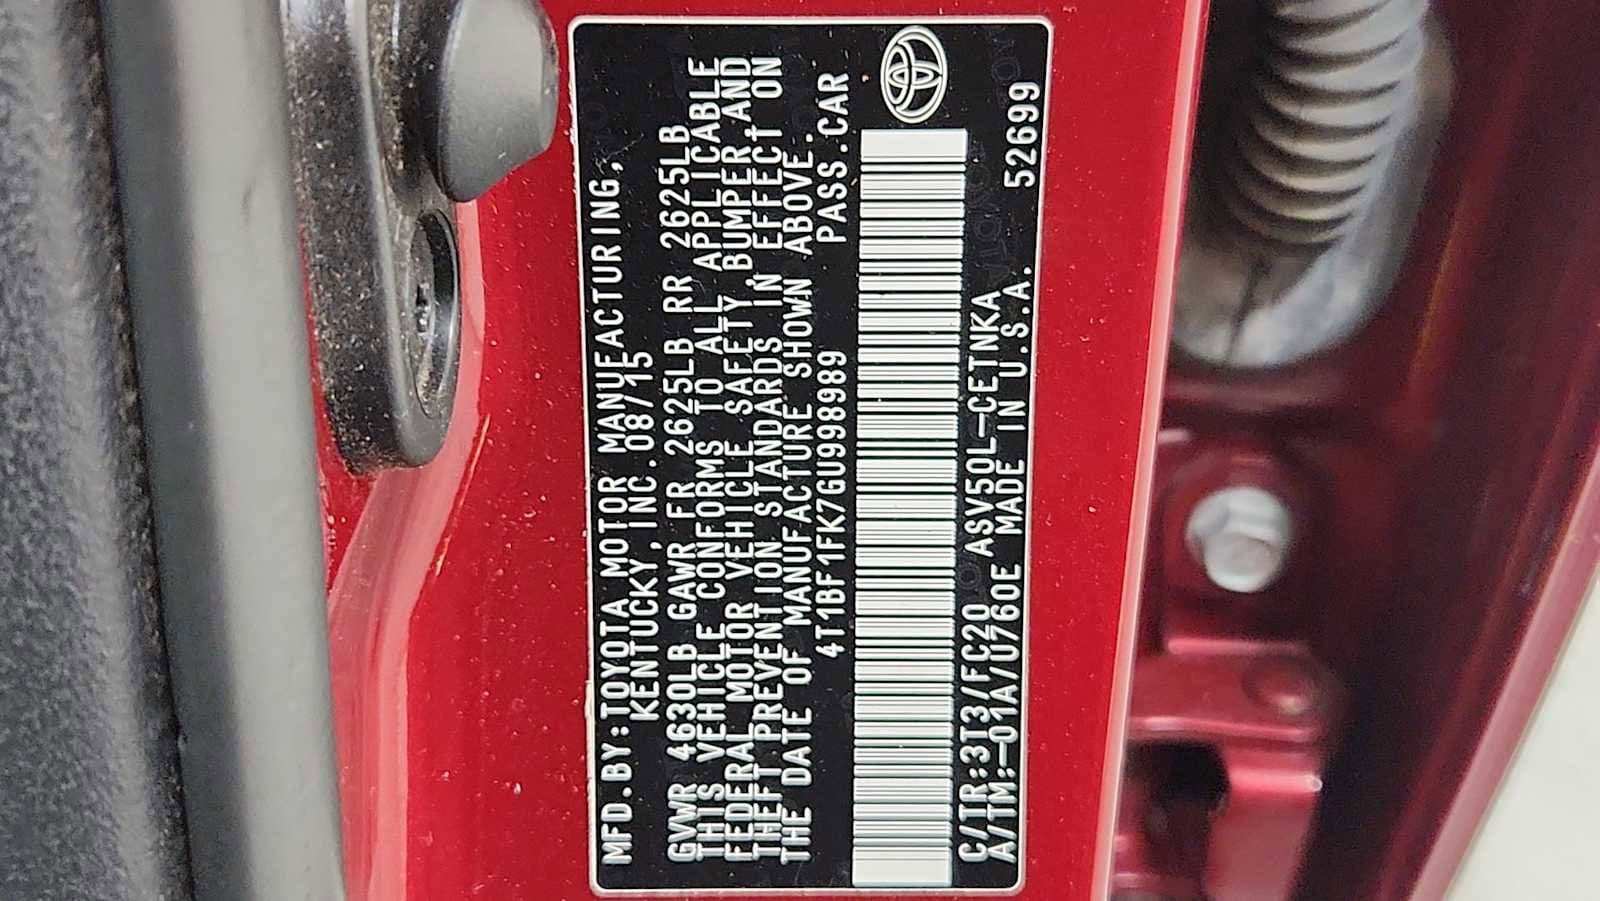 MFD.BY:TOYOTA MOTOR MANUFACTURING,
KENTUCKY, INC. 08/15
GVWR 4630LB GAWR FR 2625LB RR 2625LB
THIS VEHICLE CONFORMS TO ALL APPLICABLE
FEDERAL MOTOR VEHICLE SAFETY, BUMPER, AND
THEFT PREVENTION STANDARDS IN EFFECT ON
THE DATE OF MANUFACTURE SHOWN ABOVE.
4T1BF1FK7GU998989 PASS.CAR
C/TR:3T3/FC20 ASV50L-CETNKA
A/TM:-01A/U760E MADE IN U.S.A. 52699